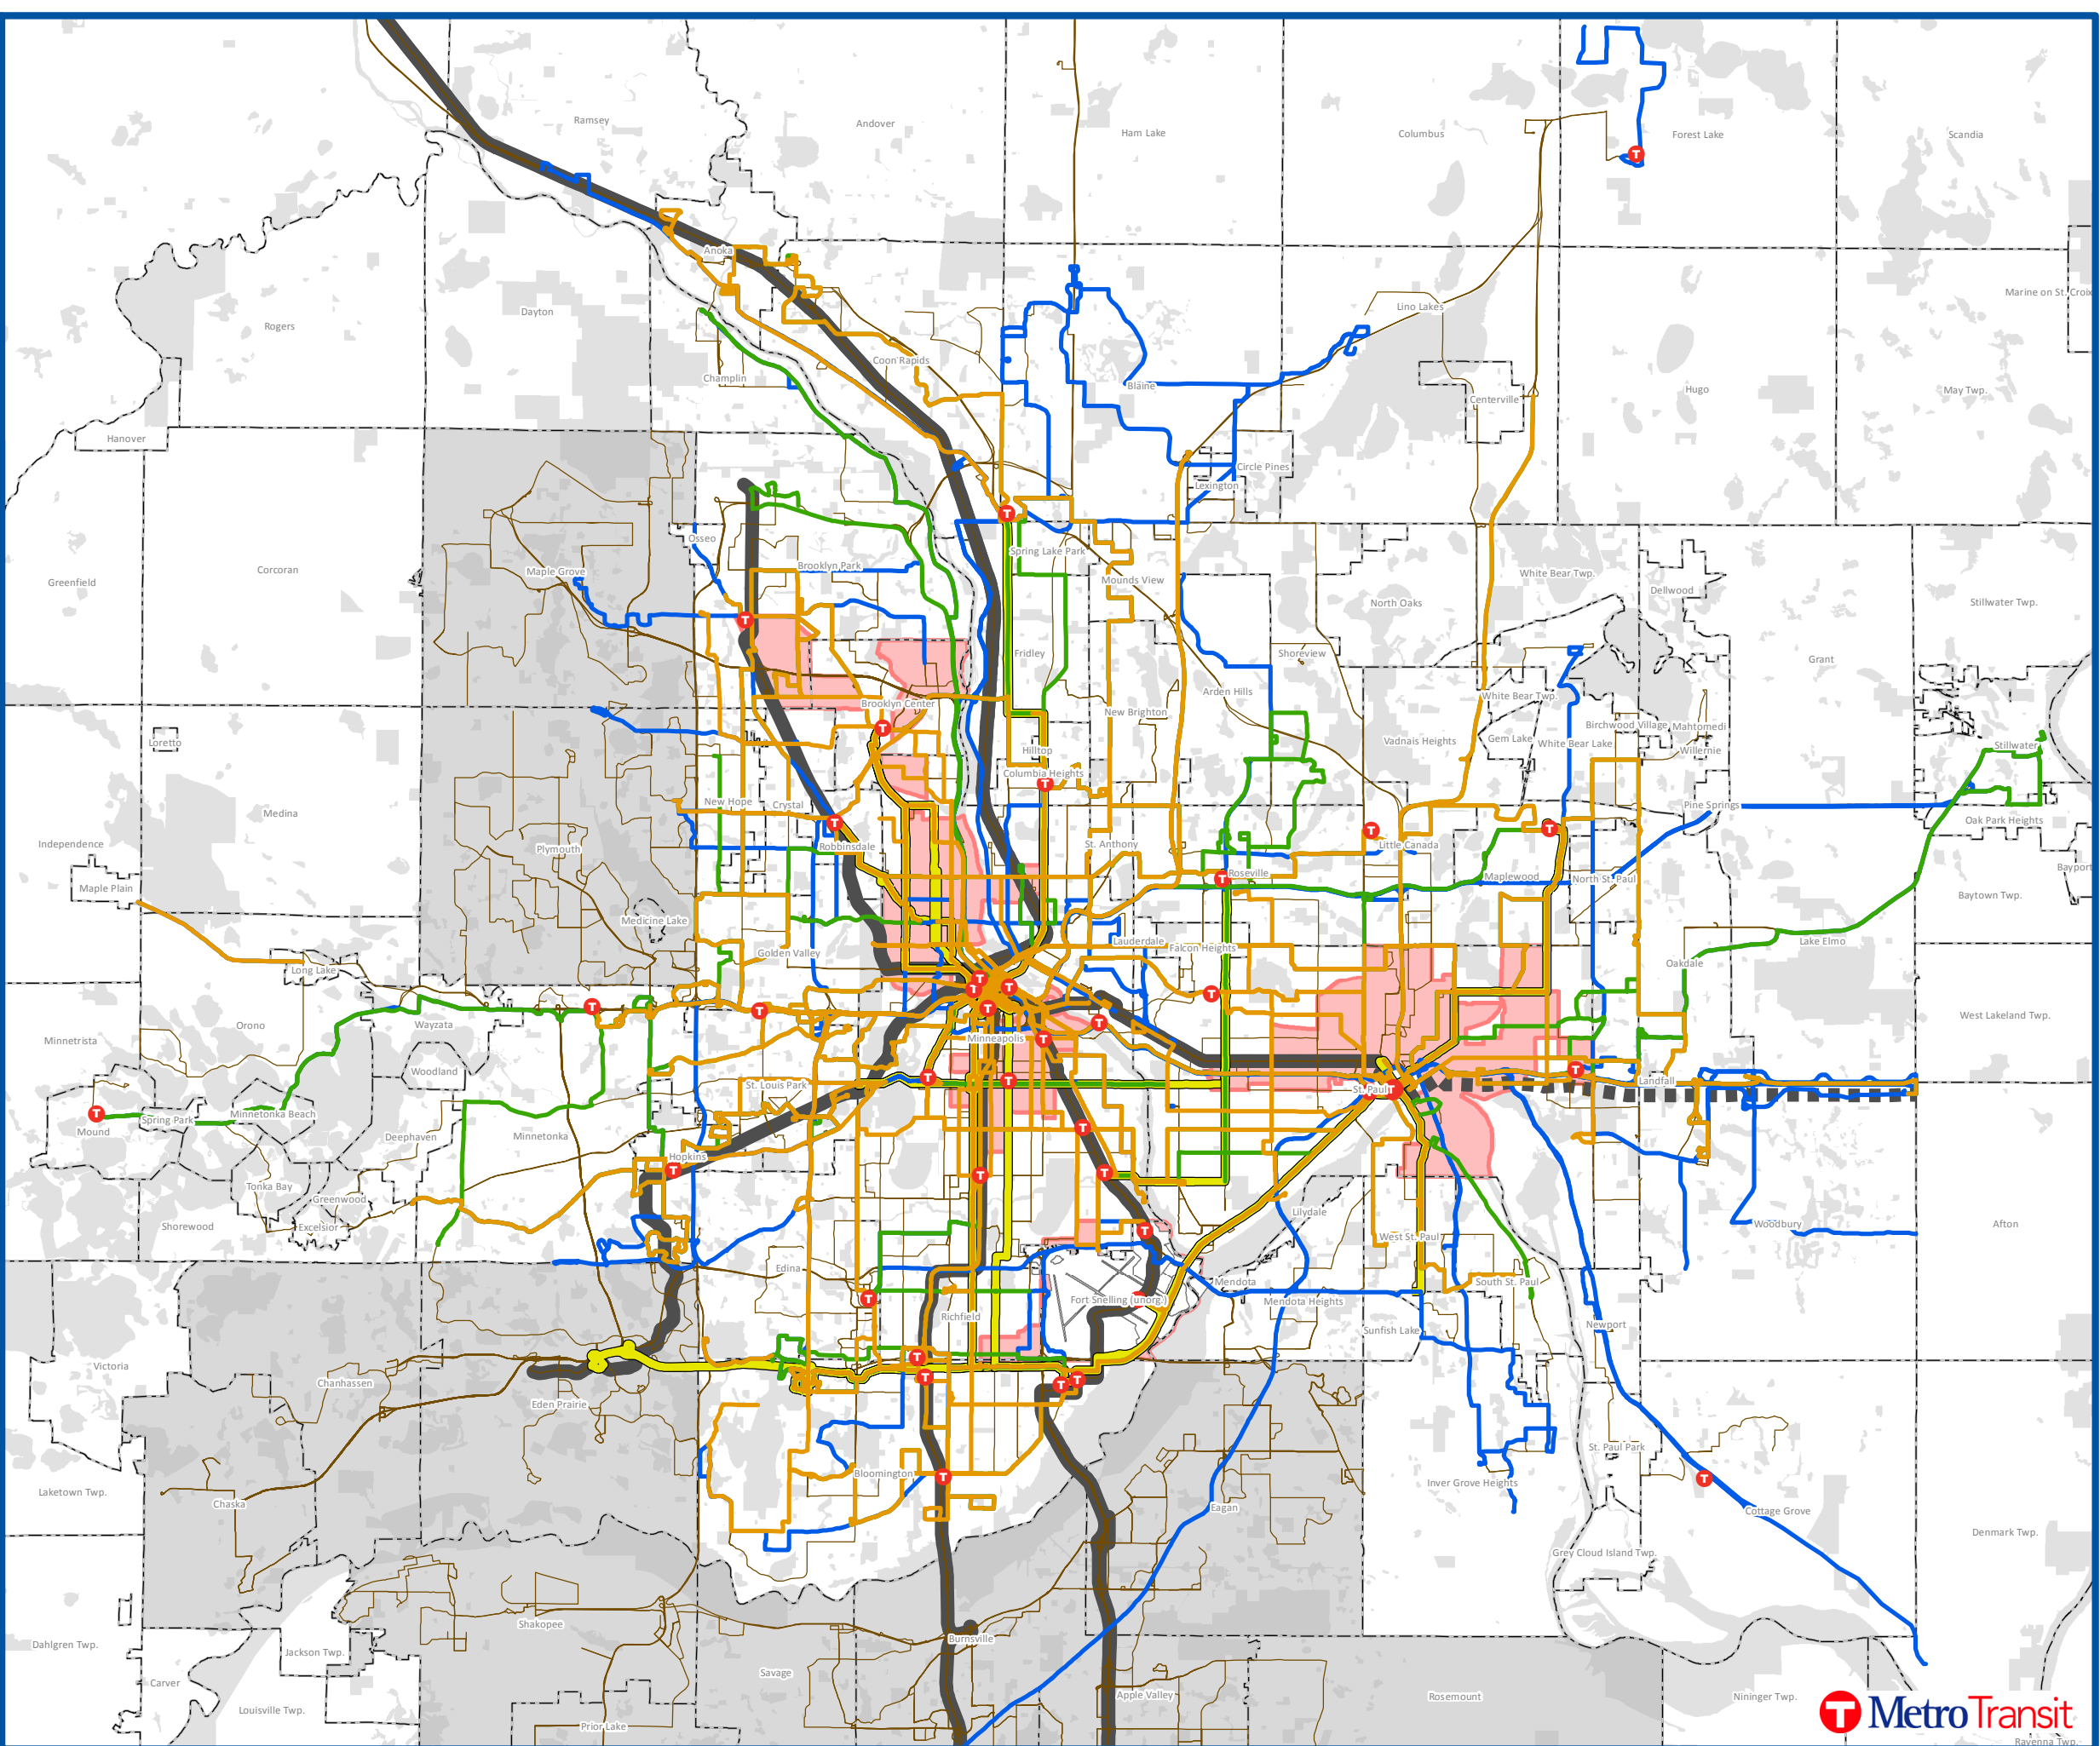 Ramsey
Andover
Ham Lake
Columbus
Forest Lake
Scandia
Anoka
Marine on St. Croix
Rogers
Dayton
Lino Lakes
Coon Rapids
Champlin
Blaine
Hugo
May Twp.
Centerville
Hanover
Circle Pines
Lexington
Osseo
Spring Lake Park
Brooklyn Park
Corcoran
Maple Grove
Greenfield
Mounds View
White Bear Twp.
North Oaks
Dellwood
Stillwater Twp.
Fridley
Shoreview
Grant
Arden Hills
White Bear Twp.
Brooklyn Center
New Brighton
Birchwood Village
Mahtomedi
Loretto
Vadnais Heights
Gem Lake
White Bear Lake
Willernie
Stillwater
Hilltop
Columbia Heights
New Hope
Crystal
Pine Springs
Medina
Oak Park Heights
Independence
Plymouth
Robbinsdale
St. Anthony
Little Canada
Bayport
Maple Plain
Roseville
Maplewood
North St. Paul
Baytown Twp.
Medicine Lake
Lauderdale
Falcon Heights
Lake Elmo
Golden Valley
Long Lake
Oakdale
Orono
Wayzata
West Lakeland Twp.
Minnetrista
Minneapolis
Woodland
St. Louis Park
St. Paul
Landfall
Minnetonka Beach
Spring Park
Mound
Deephaven
Minnetonka
Hopkins
Tonka Bay
Greenwood
Shorewood
Excelsior
Lilydale
Woodbury
Afton
West St. Paul
Edina
Mendota
South St. Paul
Fort Snelling (unorg.)
Mendota Heights
Richfield
Newport
Sunfish Lake
Victoria
Chanhassen
Eden Prairie
St. Paul Park
Bloomington
Inver Grove Heights
Laketown Twp.
Chaska
Eagan
Cottage Grove
Denmark Twp.
Grey Cloud Island Twp.
Shakopee
Burnsville
Dahlgren Twp.
Jackson Twp.
Savage
Carver
Apple Valley
Rosemount
Nininger Twp.
Louisville Twp.
Prior Lake
T MetroTransit
Ravenna Twp.